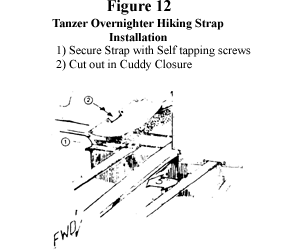 Figure 12
Tanzer Overnighter Hiking Strap
Installation
1) Secure Strap with Self tapping screws
2) Cut out in Cuddy Closure
2
1
FWD